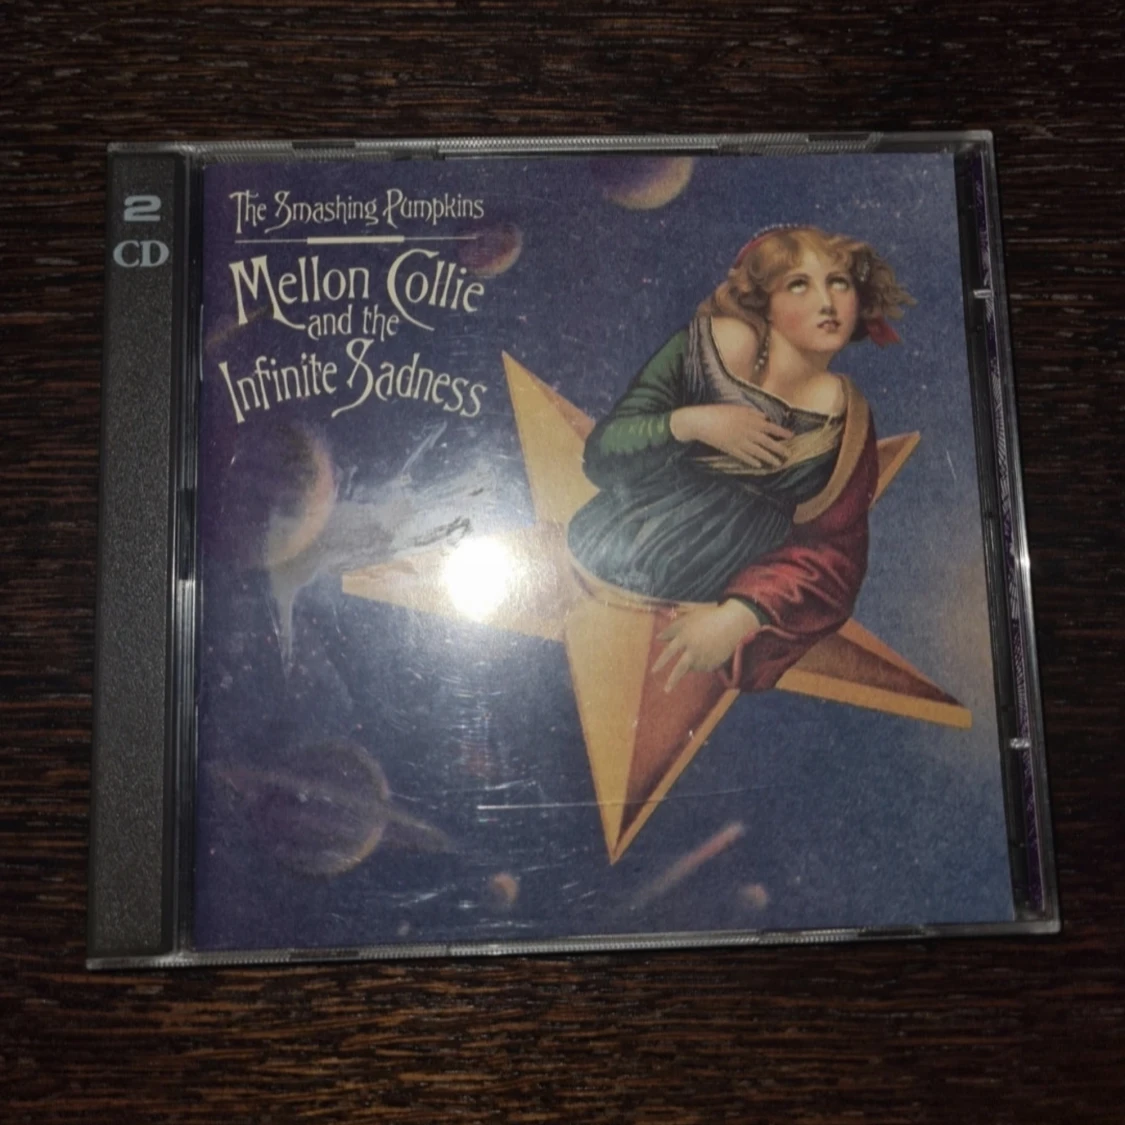 2
CD
The Smashing Pumpkins
Mellon Collie
and the
Infinite Sadness